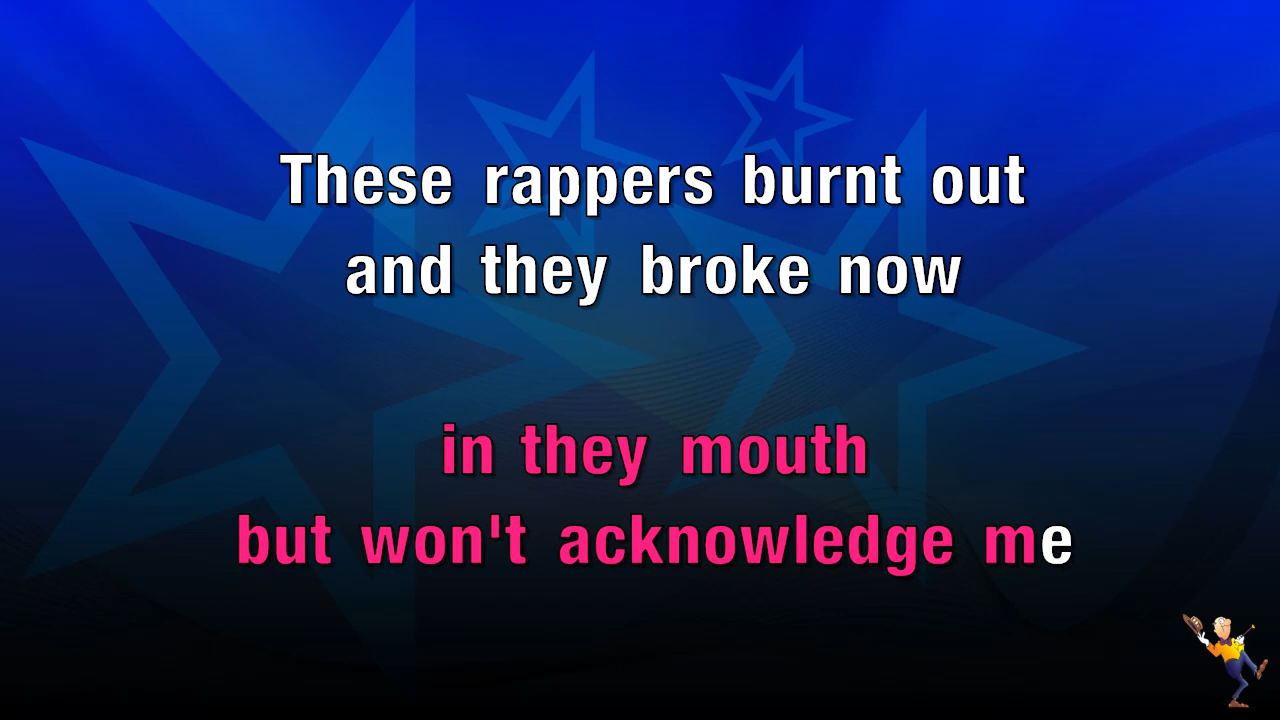 These rappers burnt out
and they broke now
in they mouth
but won't acknowledge me